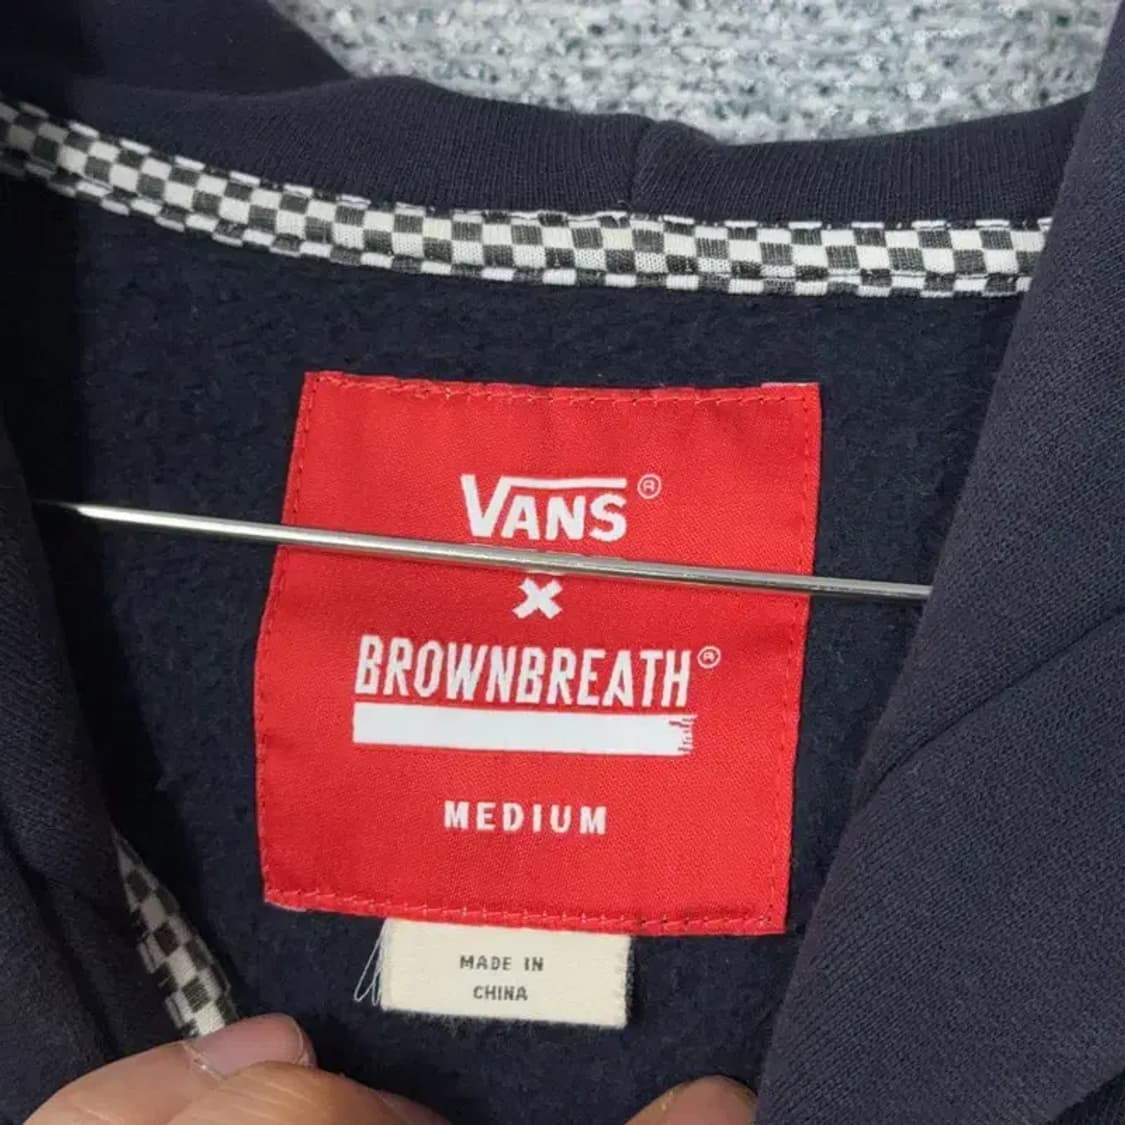 VANS®
×
BROWNBREATH®
MEDIUM
MADE IN
CHINA